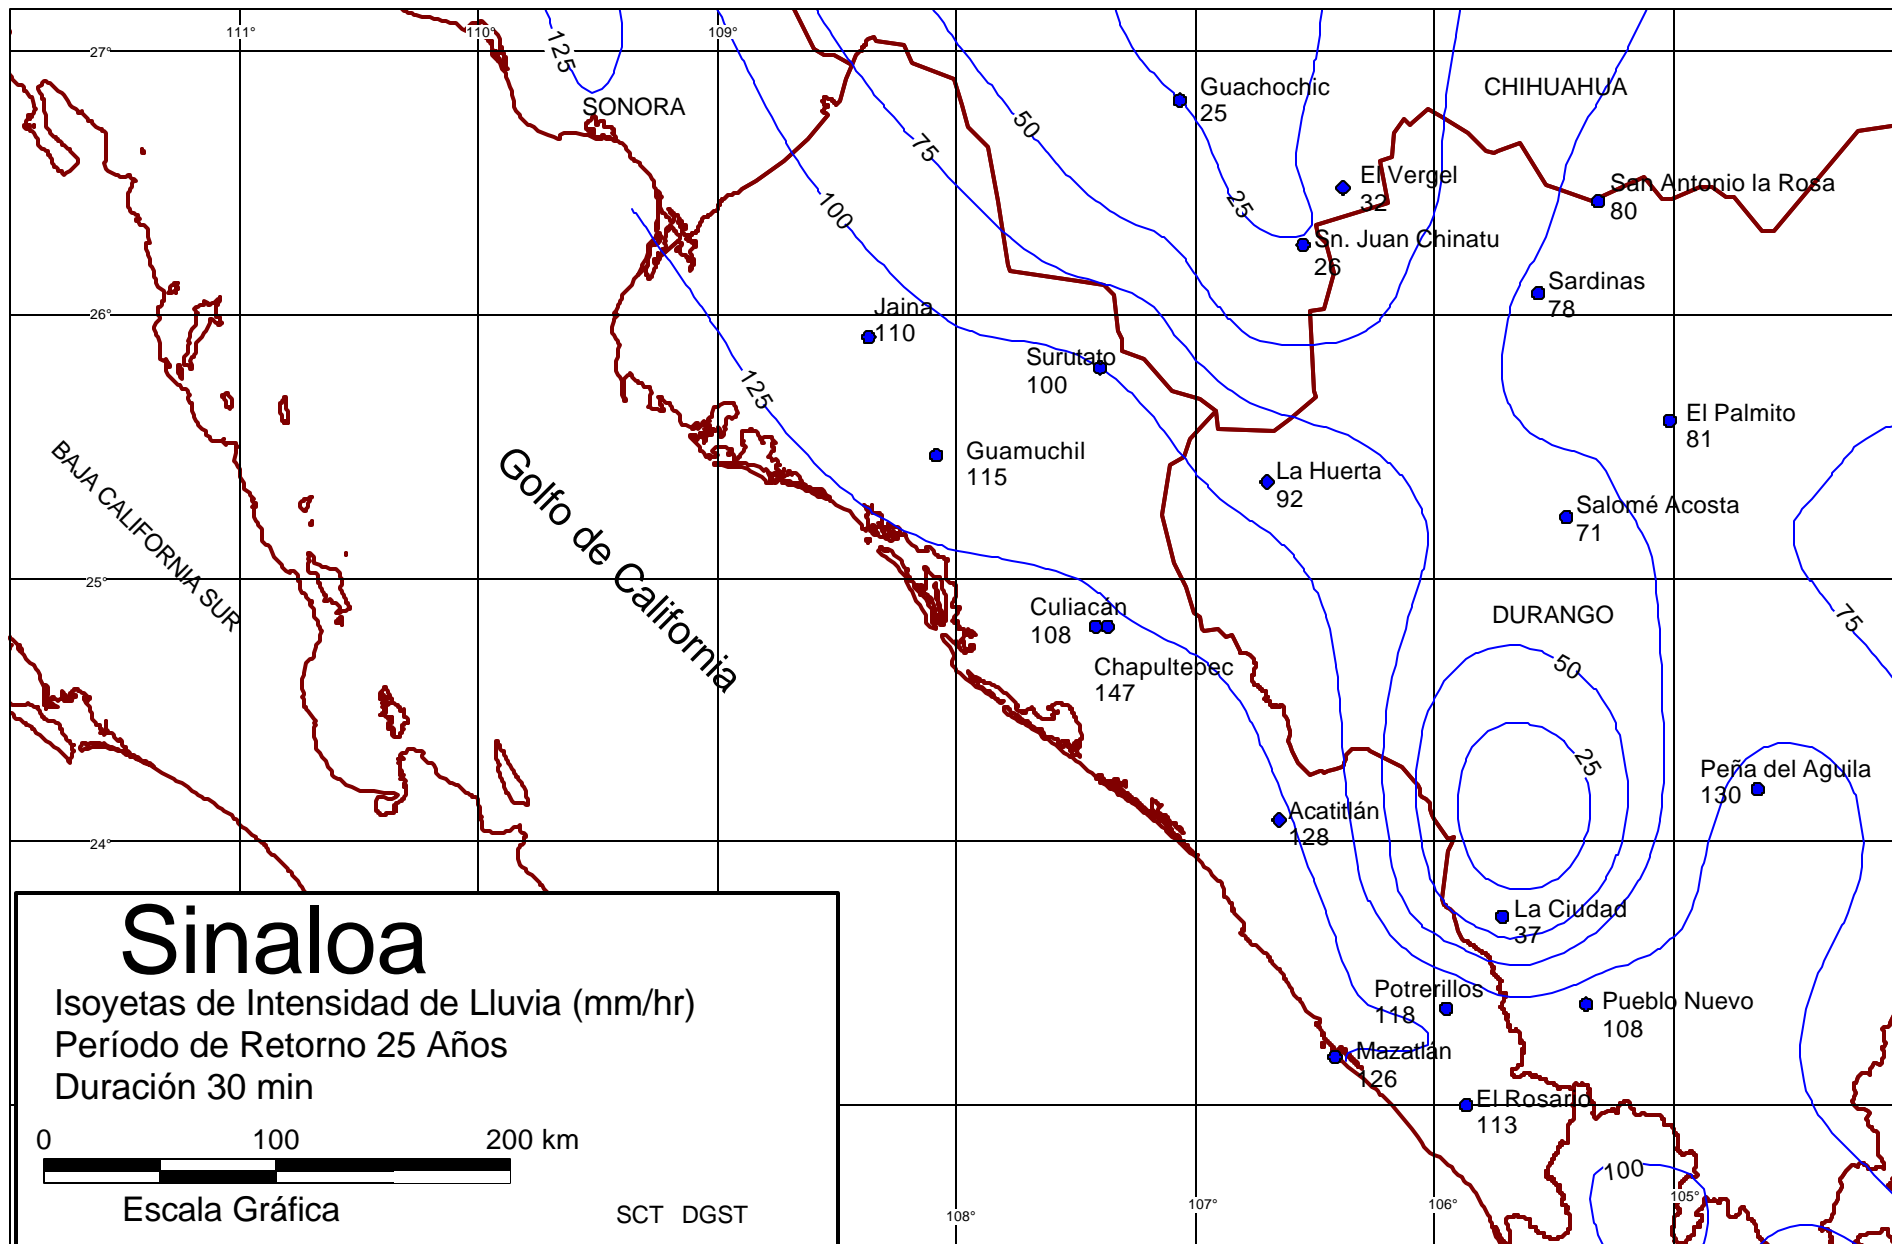 111°
110°
109°
27°
125
SONORA
Guachochic
25
CHIHUAHUA
50
75
El Vergel
32
San Antonio la Rosa
80
25
100
Sn. Juan Chinatu
26
Sardinas
78
26°
Jaina
110
Surutato
100
125
El Palmito
81
BAJA CALIFORNIA SUR
Golfo de California
Guamuchil
115
La Huerta
92
Salomé Acosta
71
25°
Culiacán
108
DURANGO
75
Chapultepec
147
50
25
Peña del Aguila
130
Acatitlán
128
24°
La Ciudad
37
Sinaloa
Isoyetas de Intensidad de Lluvia (mm/hr)
Período de Retorno 25 Años
Duración 30 min
Potrerillos
118
Pueblo Nuevo
108
Mazatlán
126
El Rosario
113
0 100 200 km
Escala Gráfica
SCT DGST
100
108°
107°
106°
105°